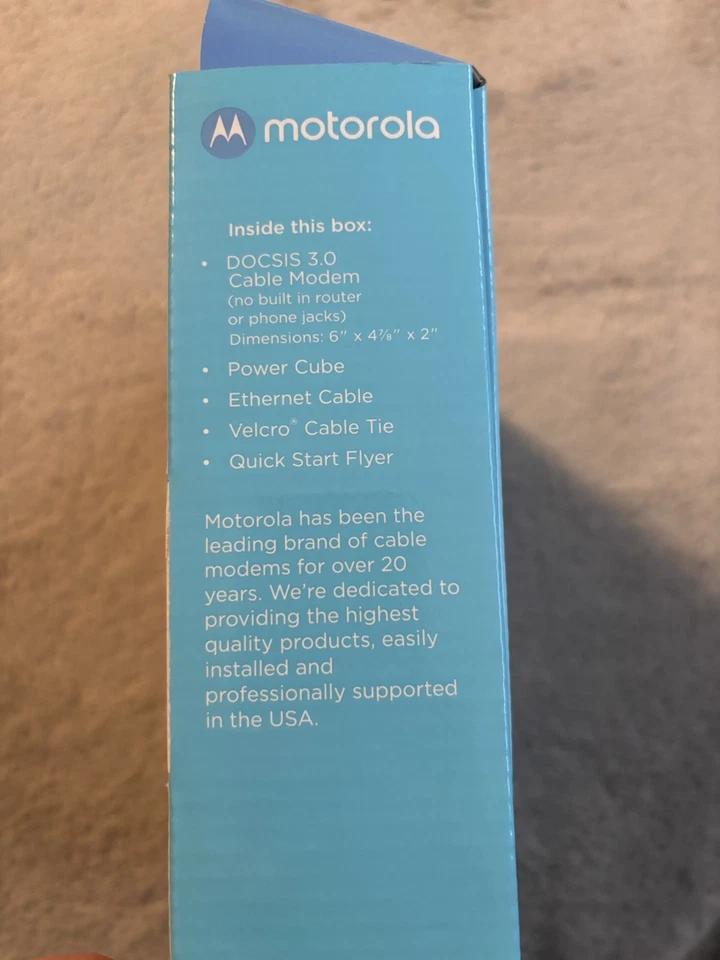 motorola
Inside this box:
• DOCSIS 3.0
Cable Modem
(no built in router
or phone jacks)
Dimensions: 6" x 4⅞" x 2"
• Power Cube
• Ethernet Cable
• Velcro® Cable Tie
• Quick Start Flyer
Motorola has been the
leading brand of cable
modems for over 20
years. We're dedicated to
providing the highest
quality products, easily
installed and
professionally supported
in the USA.